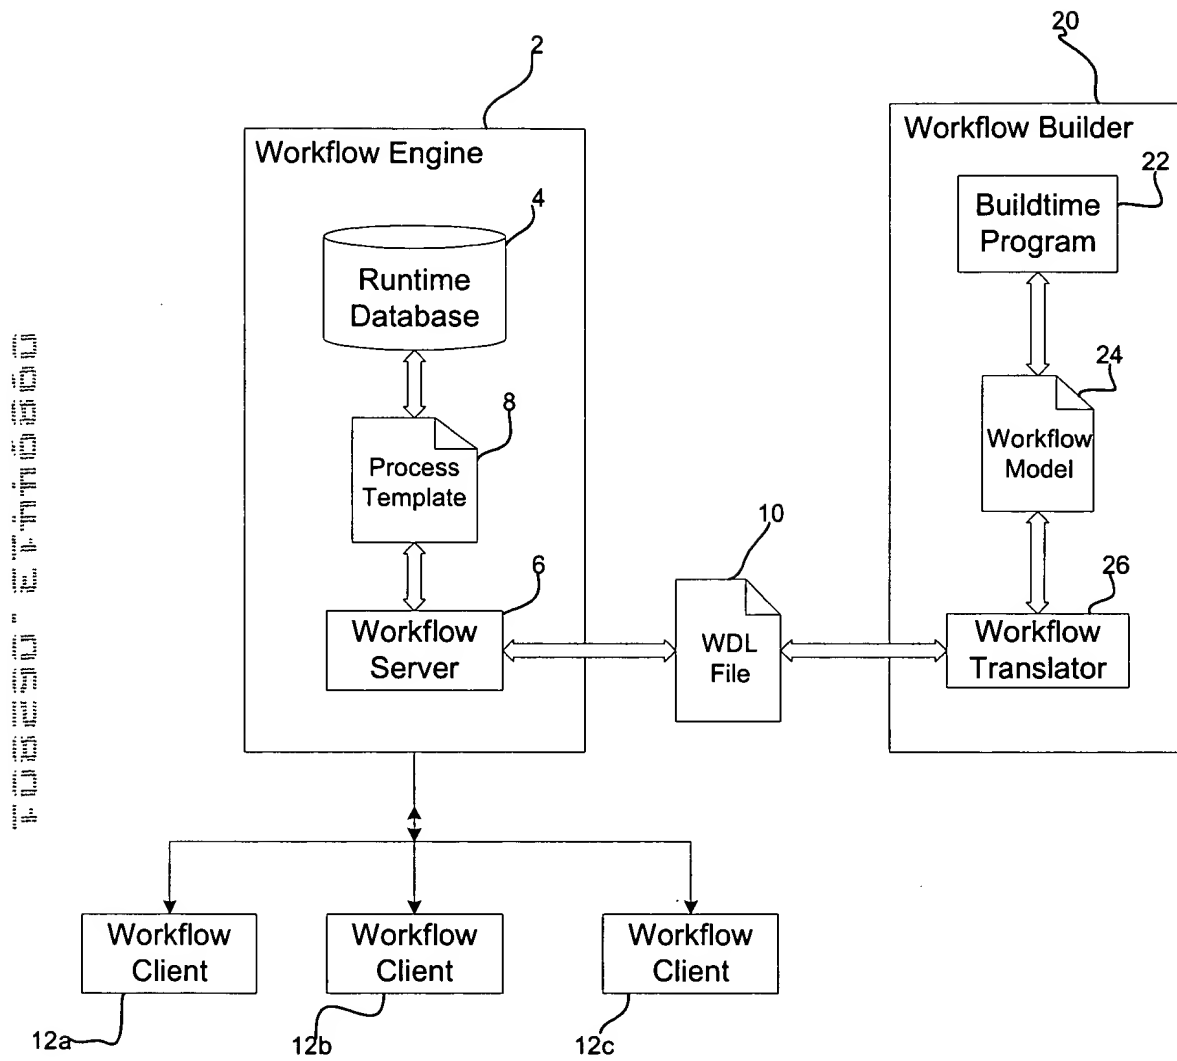 2
20
Workflow Engine
Workflow Builder
22
4
Buildtime
Program
Runtime
Database
24
8
Workflow
Model
Process
Template
10
6
26
Workflow
Server
WDL
File
Workflow
Translator
Workflow
Client
Workflow
Client
Workflow
Client
12a
12b
12c